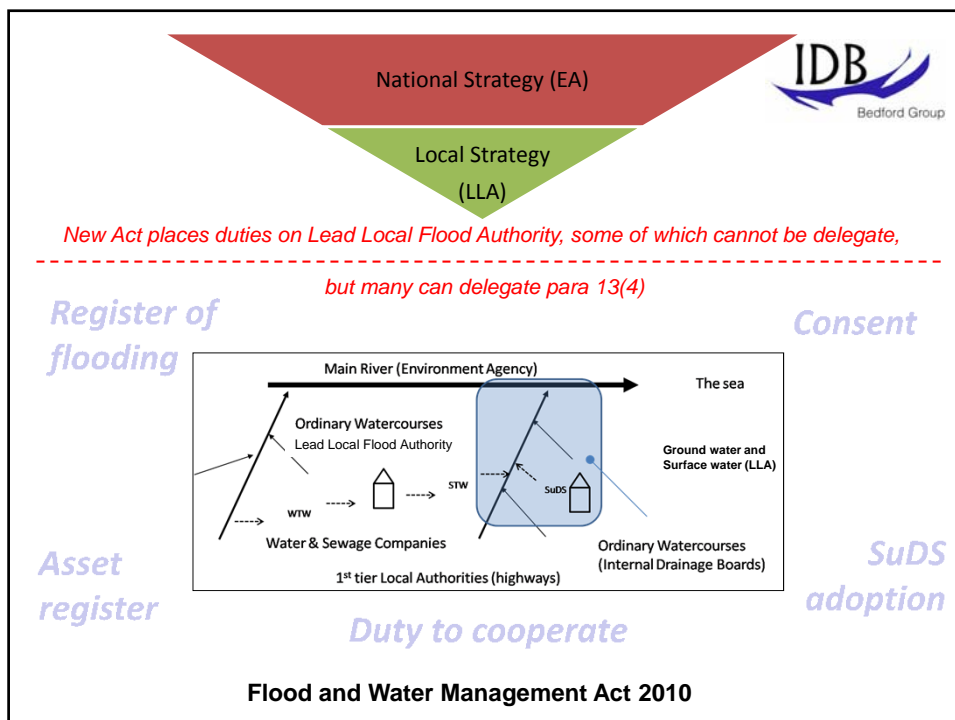 National Strategy (EA)
IDB
Bedford Group
Local Strategy
(LLA)
New Act places duties on Lead Local Flood Authority, some of which cannot be delegate,
but many can delegate para 13(4)
Register of
flooding
Consent
Main River (Environment Agency)
The sea
Ordinary Watercourses
Lead Local Flood Authority
Ground water and
Surface water (LLA)
STW
SuDS
WTW
Water & Sewage Companies
Ordinary Watercourses
(Internal Drainage Boards)
1st tier Local Authorities (highways)
Asset
register
SuDS
adoption
Duty to cooperate
Flood and Water Management Act 2010